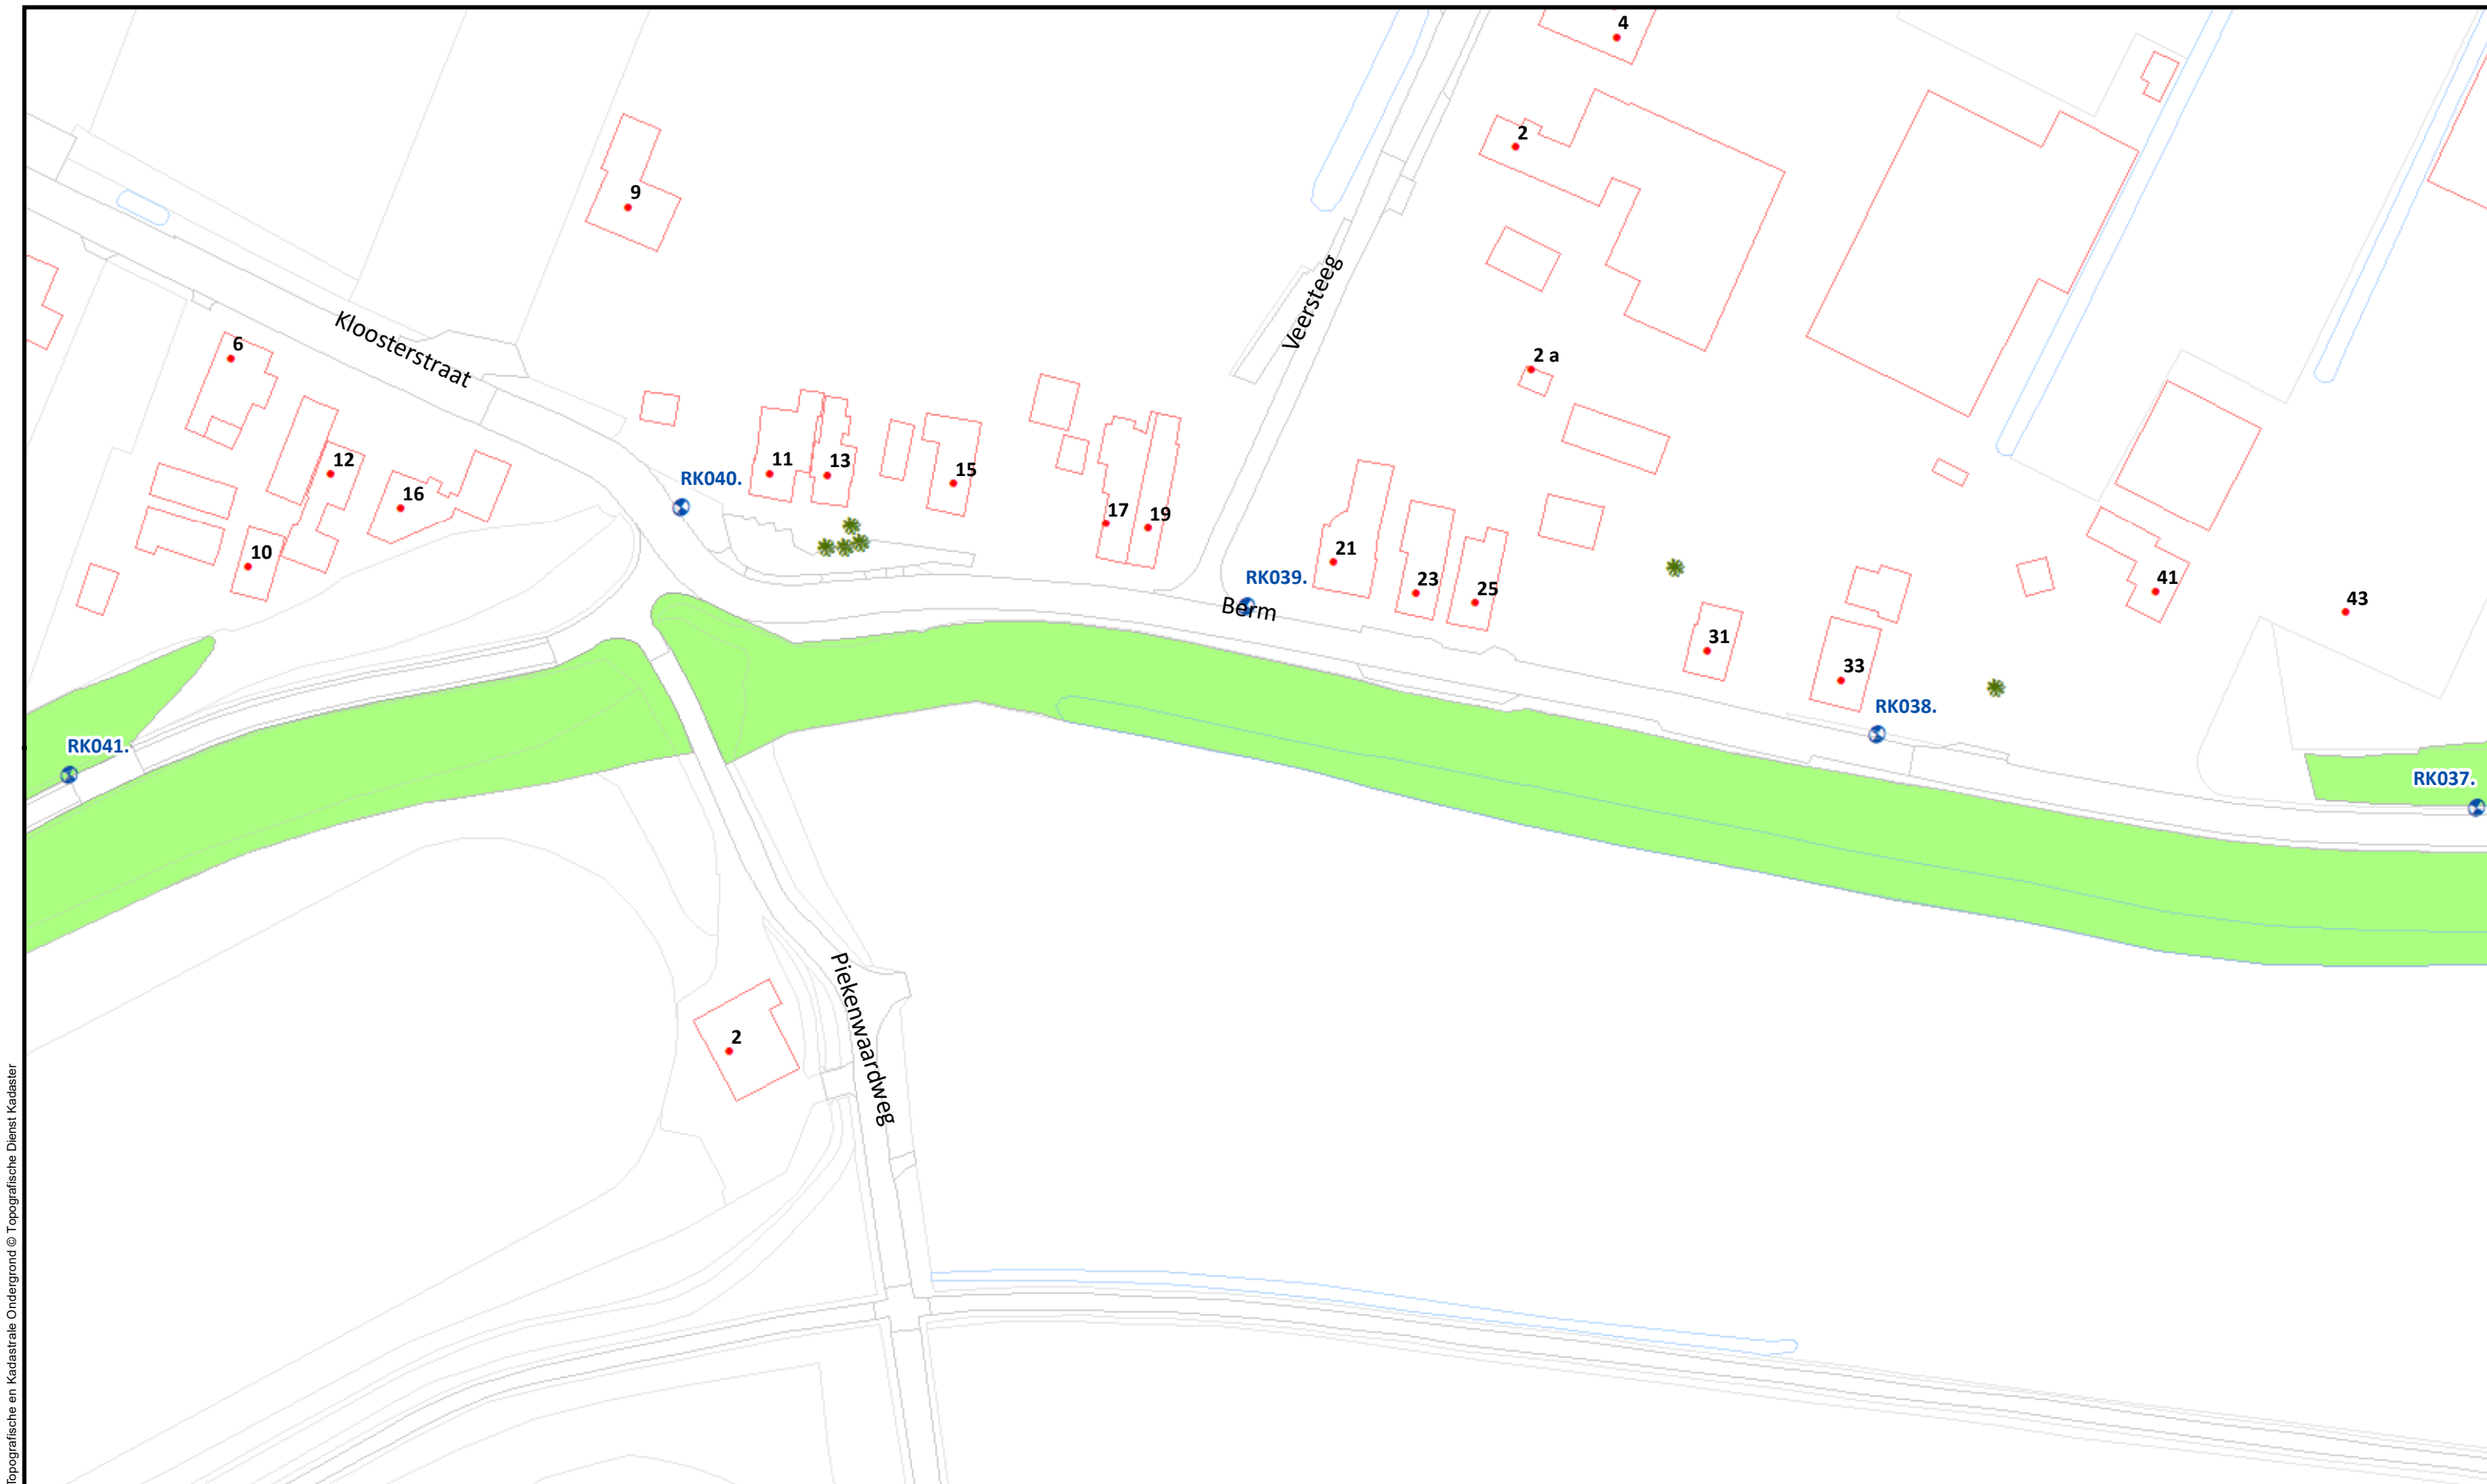 4
2
9
Veersteeg
Kloosterstraat
6
2 a
12
11
13
15
16
RK040.
17
19
10
21
RK039.
23
25
Berm
41
43
31
33
RK038.
RK041.
RK037.
Piekenwaardweg
2
Topografische en Kadastrale Ondergrond © Topografische Dienst Kadaster